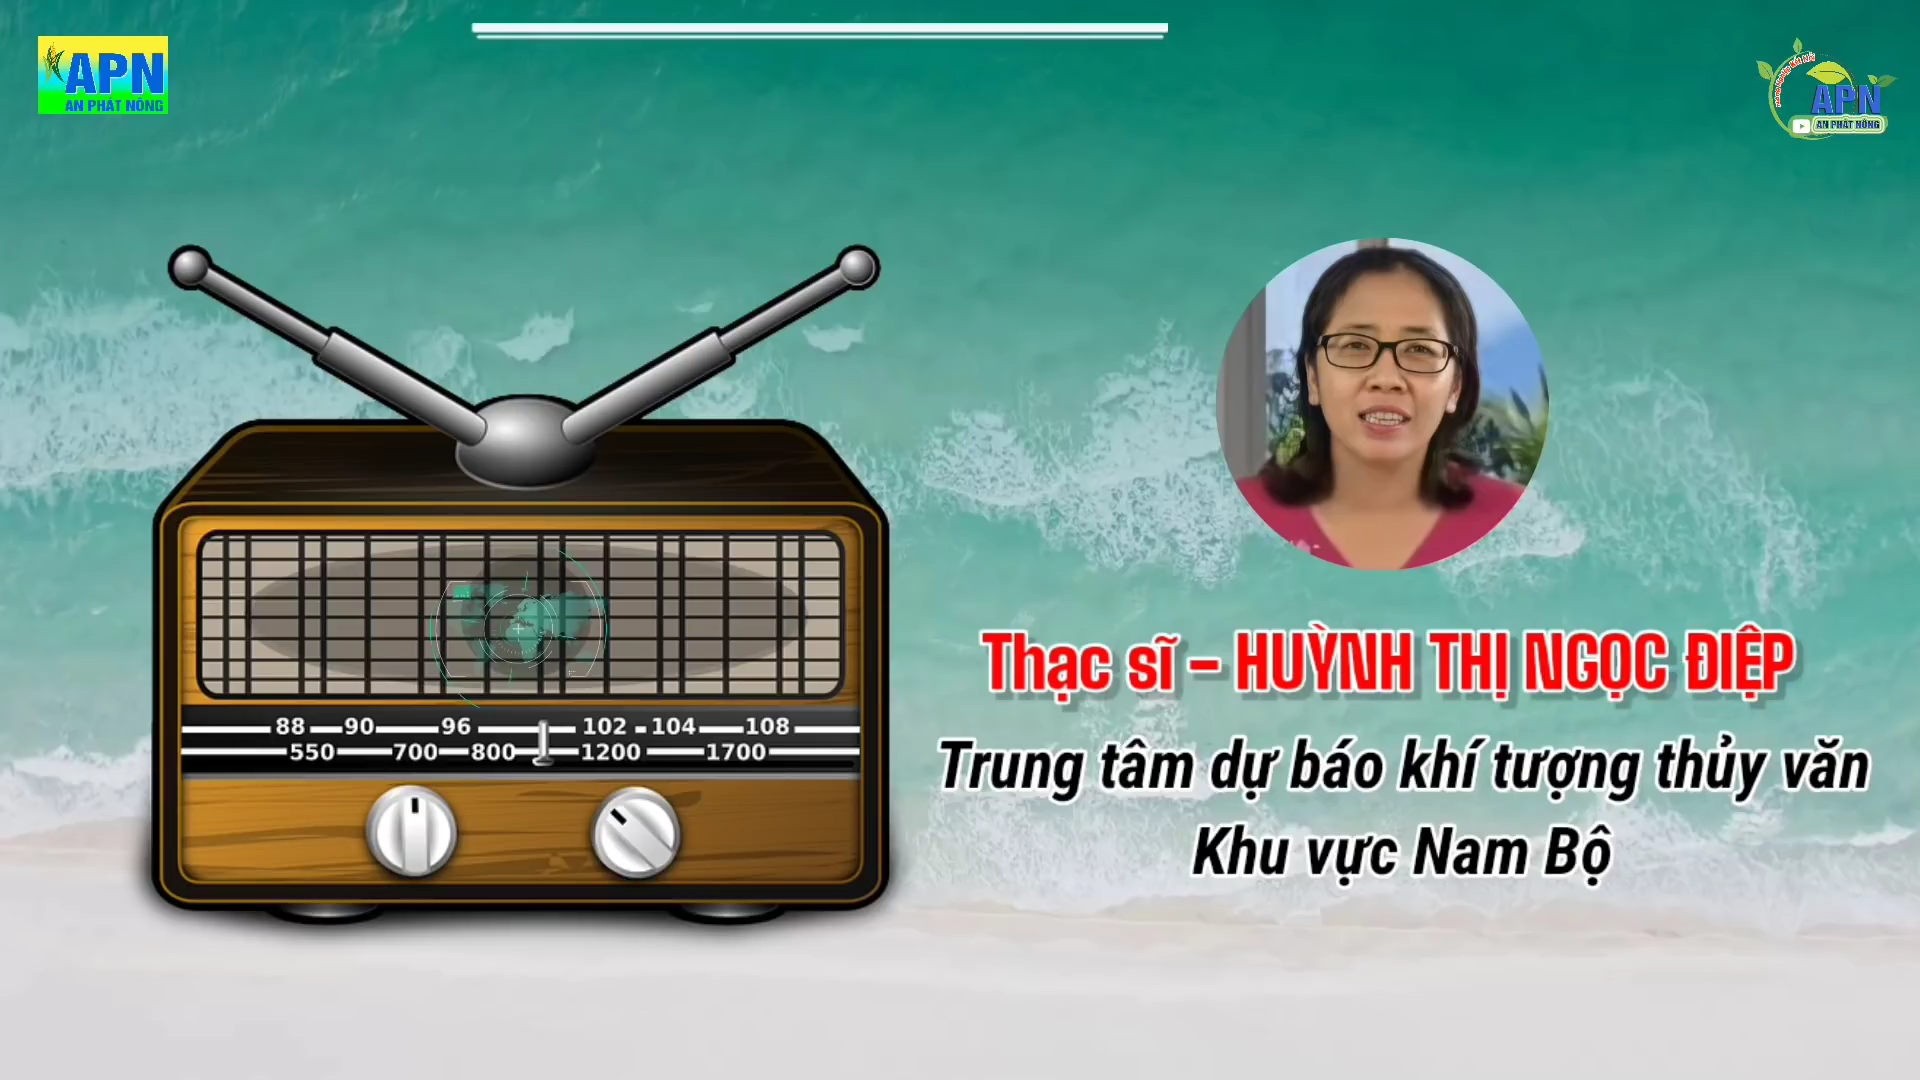 APN
AN PHÁT NÔNG
APN
AN PHÁT NÔNG
88 90 96 102 104 108
550 700 800 1200 1700
Thạc sĩ – HUỲNH THỊ NGỌC ĐIỆP
Trung tâm dự báo khí tượng thủy văn
Khu vực Nam Bộ